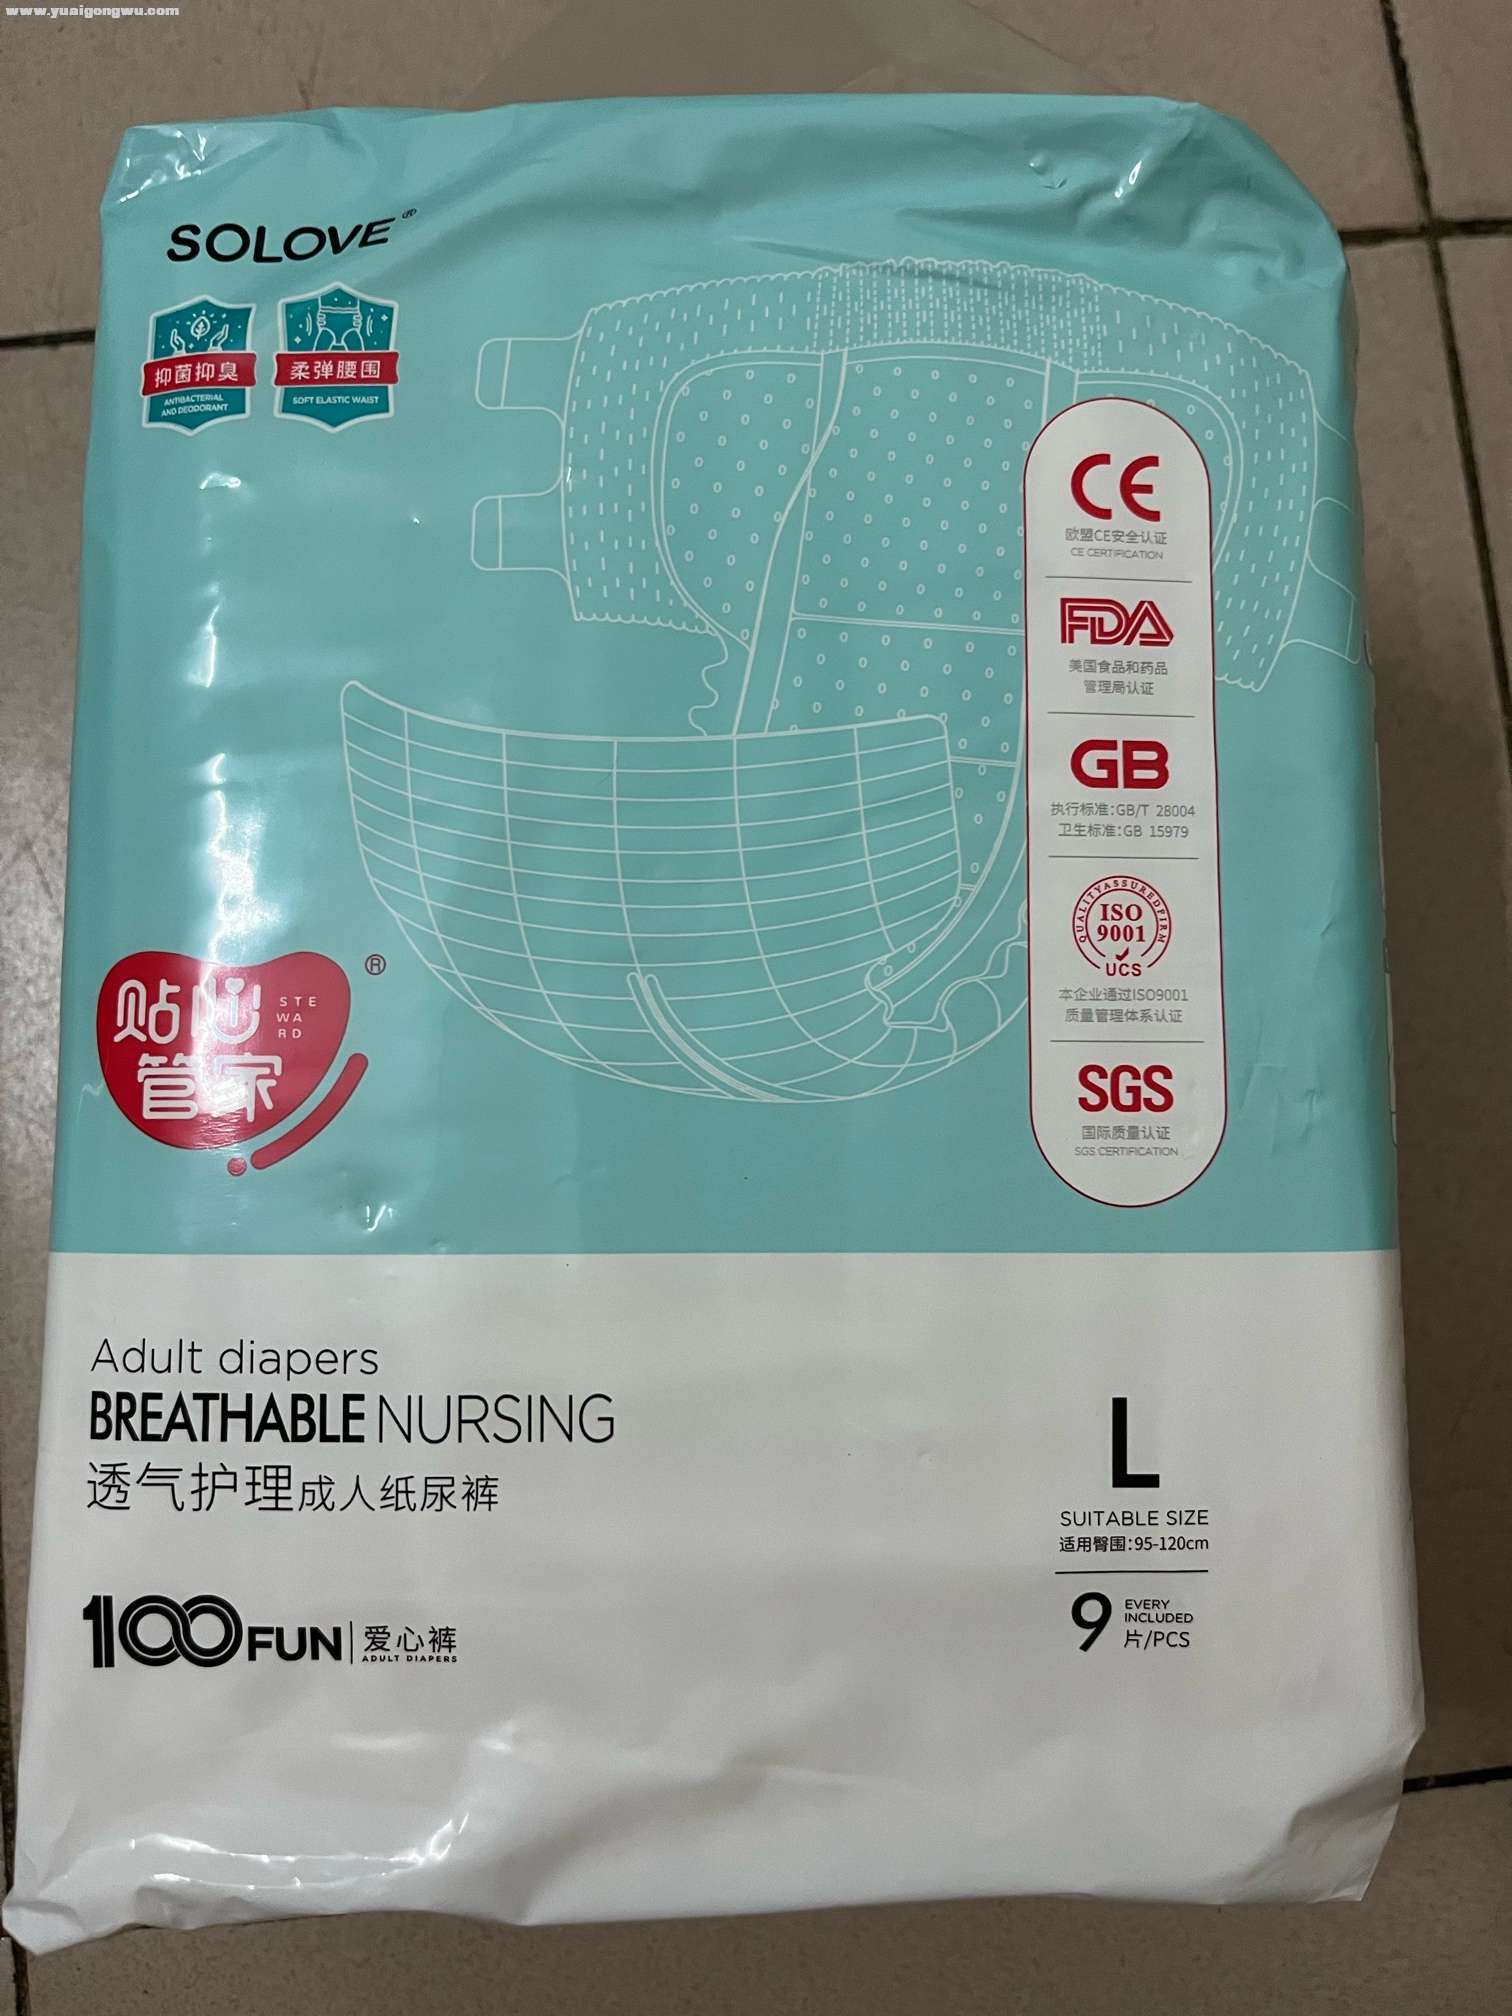 www.yuaigongwu.com
SOLOVE®
抑菌抑臭
ANTIBACTERIAL
AND DEODORANT
柔弹腰围
SOFT ELASTIC WAIST
CE
欧盟CE安全认证
CE CERTIFICATION
FDA
美国食品和药品
管理局认证
GB
执行标准:GB/T 28004
卫生标准:GB 15979
QUALITYASSUREDFIRM
ISO
9001
UCS
本企业通过ISO9001
质量管理体系认证
SGS
国际质量认证
SGS CERTIFICATION
贴心
管家
STE
WA
RD
®
Adult diapers
BREATHABLE NURSING
透气护理成人纸尿裤
100FUN
爱心裤
ADULT DIAPERS
L
SUITABLE SIZE
适用臀围:95-120cm
9
EVERY
INCLUDED
片/PCS